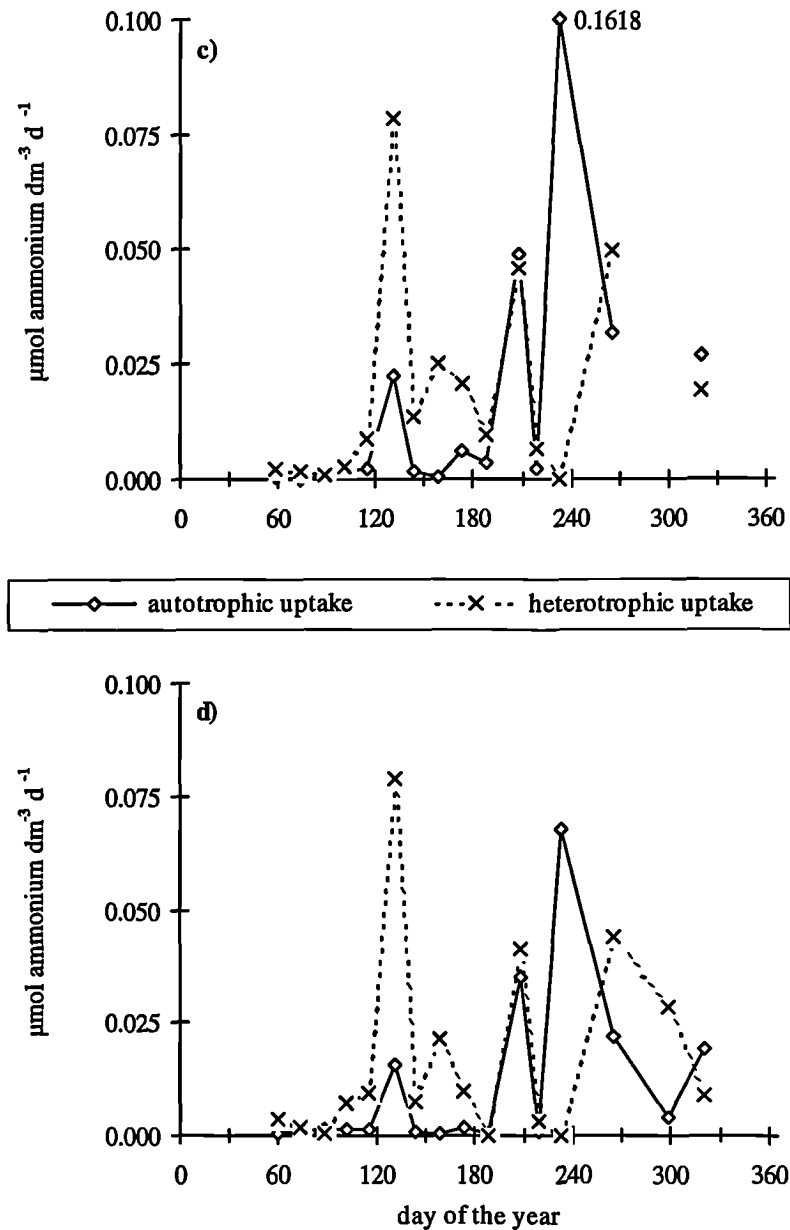 0.100
c)
0.1618
0.075
0.050
0.025
0.000
µmol ammonium dm⁻³ d⁻¹
0 60 120 180 240 300 360
autotrophic uptake heterotrophic uptake
0.100
d)
0.075
0.050
0.025
0.000
µmol ammonium dm⁻³ d⁻¹
0 60 120 180 240 300 360
day of the year